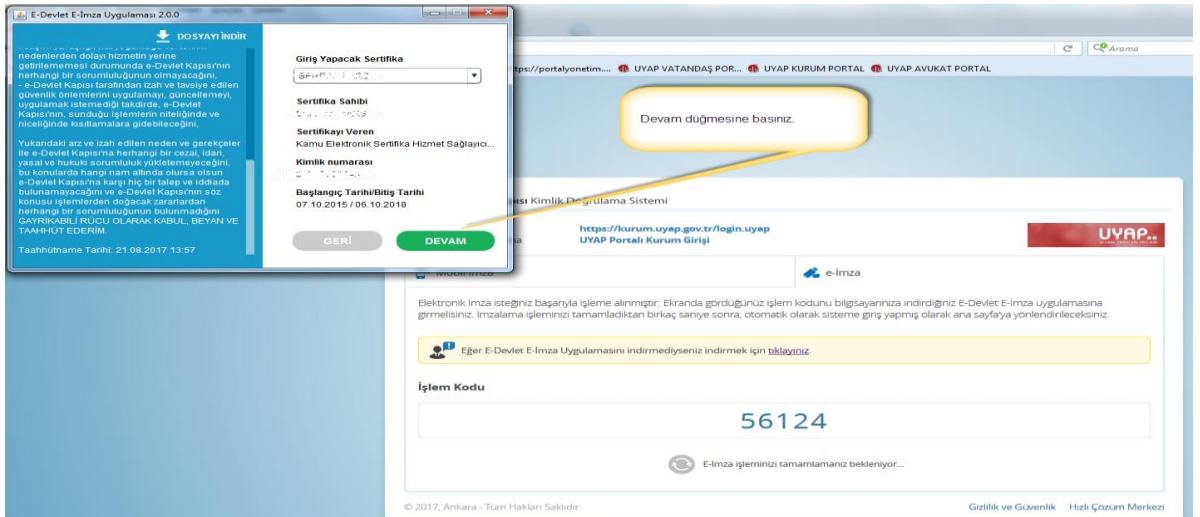 E-Devlet E-İmza Uygulaması 2.0.0
DOSYAYI İNDİR
nedenlerden dolayı hizmetin yerine
getirilememesi durumunda e-Devlet Kapısı'nın
herhangi bir sorumluluğunun olmayacağını,
- e-Devlet Kapısı tarafından izah ve tavsiye edilen
güvenlik önlemlerini uygulamayı, güncellemeyi,
uygulamak istemediği takdirde, e-Devlet
Kapısı'nın, sunduğu işlemlerin niteliğinde ve
niceliğinde kısıtlamalara gidebileceğini,
Yukarıdaki arz ve izah edilen neden ve gerekçeler
ile e-Devlet Kapısı'na herhangi bir cezai, idari,
yasal ve hukuki sorumluluk yükletemeyeceğini,
bu konularda hangi nam altında olursa olsun
e-Devlet Kapısı'na karşı hiç bir talep ve iddiada
bulunamayacağını ve e-Devlet Kapısı'nın söz
konusu işlemlerden doğacak zararlardan
herhangi bir sorumluluğunun bulunmadığını
GAYRİKABİLİ RÜCU OLARAK KABUL, BEYAN VE
TAAHHÜT EDERİM.
Taahhütname Tarihi: 21.08.2017 13:57
Giriş Yapacak Sertifika
Sertifika Sahibi
Sertifikayı Veren
Kamu Elektronik Sertifika Hizmet Sağlayıcı...
Kimlik numarası
Başlangıç Tarihi/Bitiş Tarihi
07.10.2015 / 06.10.2018
GERİ
DEVAM
Arama
tps://portalyonetim.... UYAP VATANDAŞ POR... UYAP KURUM PORTAL UYAP AVUKAT PORTAL
Devam düğmesine basınız.
Kimlik Doğrulama Sistemi
https://kurum.uyap.gov.tr/login.uyap
UYAP Portalı Kurum Girişi
UYAP..
Mobil İmza
e-İmza
Elektronik İmza isteğiniz başarıyla işleme alınmıştır. Ekranda gördüğünüz işlem kodunu bilgisayarınıza indirdiğiniz E-Devlet E-İmza uygulamasına
girmelisiniz. İmzalama işleminizi tamamladıktan birkaç saniye sonra, otomatik olarak sisteme giriş yapmış olarak ana sayfa'ya yönlendirileceksiniz.
Eğer E-Devlet E-İmza Uygulamasını indirmediyseniz indirmek için tıklayınız.
İşlem Kodu
56124
E-İmza işleminizi tamamlamanız bekleniyor...
© 2017, Ankara - Tüm Hakları Saklıdır
Gizlilik ve Güvenlik Hızlı Çözüm Merkezi